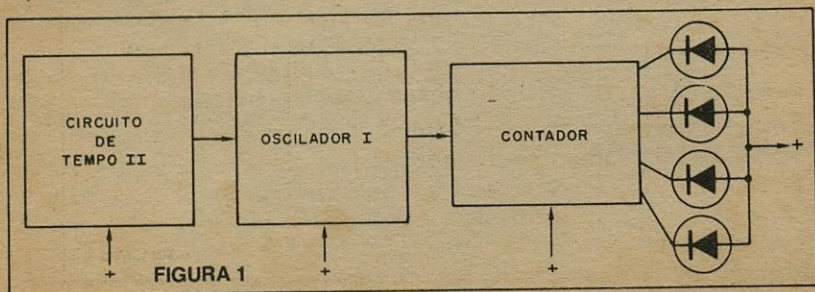 CIRCUITO
DE
TEMPO II
OSCILADOR I
CONTADOR
+
+
+
+
FIGURA 1